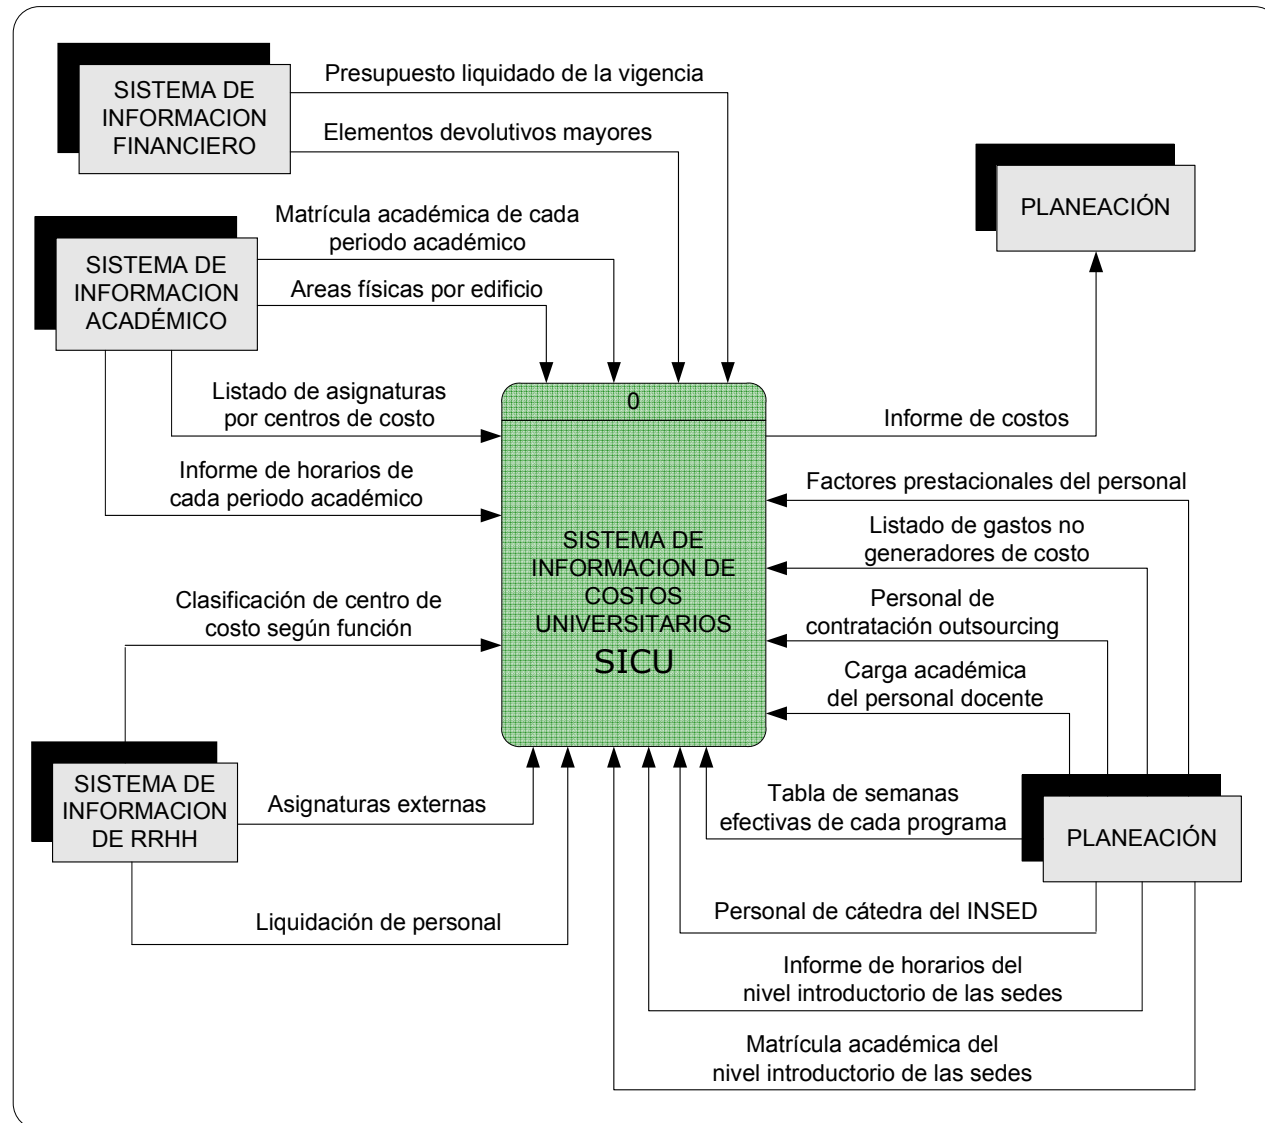 Presupuesto liquidado de la vigencia
SISTEMA DE
INFORMACION
FINANCIERO
Elementos devolutivos mayores
PLANEACIÓN
Matrícula académica de cada
periodo académico
SISTEMA DE
INFORMACION
ACADÉMICO
Areas físicas por edificio
Listado de asignaturas
por centros de costo
0
Informe de costos
Informe de horarios de
cada periodo académico
Factores prestacionales del personal
Listado de gastos no
generadores de costo
SISTEMA DE
INFORMACION DE
COSTOS
UNIVERSITARIOS
SICU
Clasificación de centro de
costo según función
Personal de
contratación outsourcing
Carga académica
del personal docente
SISTEMA DE
INFORMACION
DE RRHH
Asignaturas externas
Tabla de semanas
efectivas de cada programa
PLANEACIÓN
Liquidación de personal
Personal de cátedra del INSED
Informe de horarios del
nivel introductorio de las sedes
Matrícula académica del
nivel introductorio de las sedes